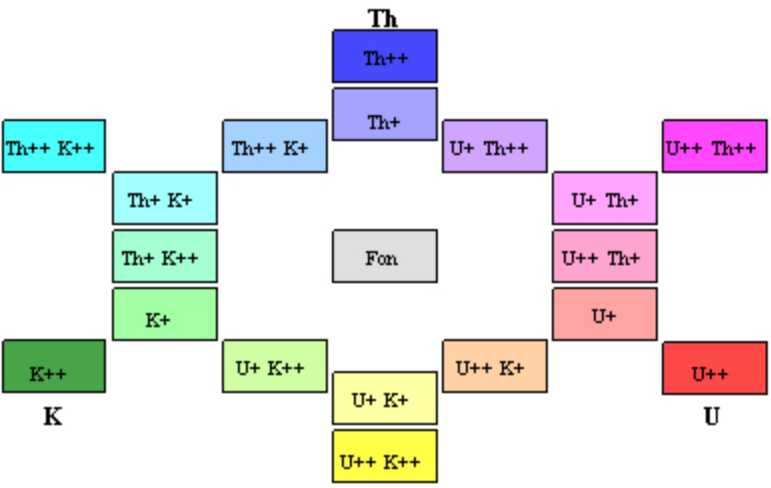 Th
Th++
Th+
Th++ K++
Th++ K+
U+ Th++
U++ Th++
Th+ K+
U+ Th+
Th+ K++
Fon
U++ Th+
K+
U+
K++
U+ K++
U++ K+
U++
U+ K+
K
U
U++ K++